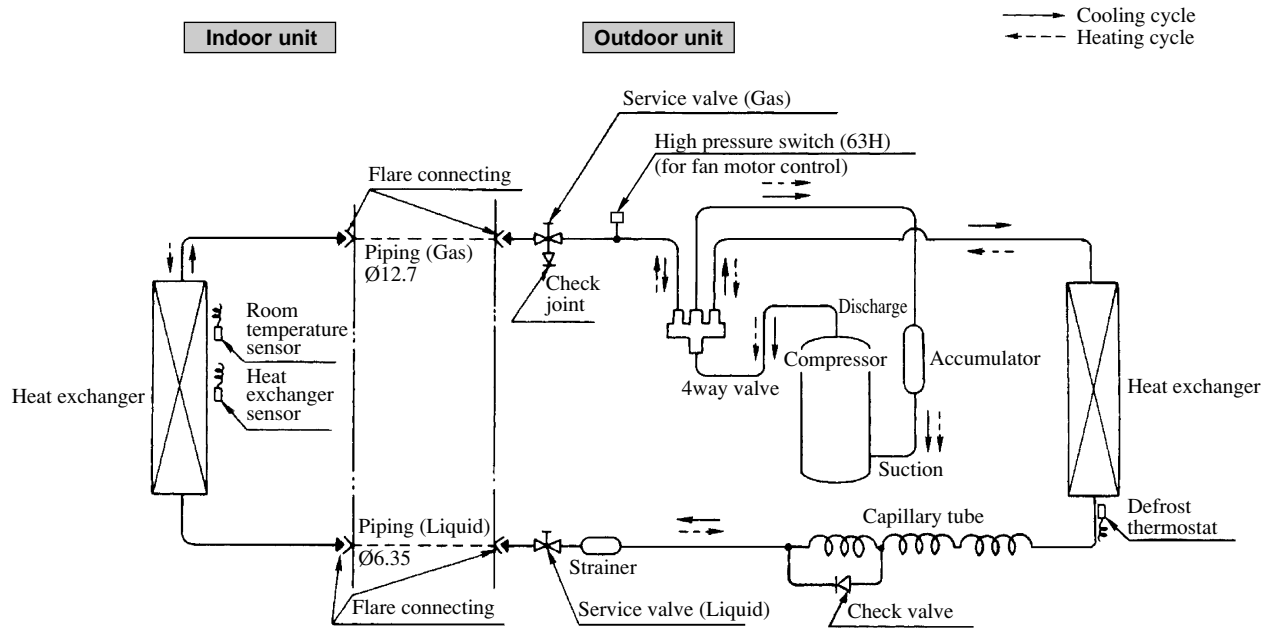 Cooling cycle
Heating cycle
Indoor unit
Outdoor unit
Service valve (Gas)
High pressure switch (63H)
(for fan motor control)
Flare connecting
Piping (Gas)
Ø12.7
Check
joint
Room
temperature
sensor
Heat
exchanger
sensor
Heat exchanger
Discharge
Compressor
Accumulator
4way valve
Suction
Heat exchanger
Defrost
thermostat
Piping (Liquid)
Ø6.35
Strainer
Capillary tube
Flare connecting
Service valve (Liquid)
Check valve